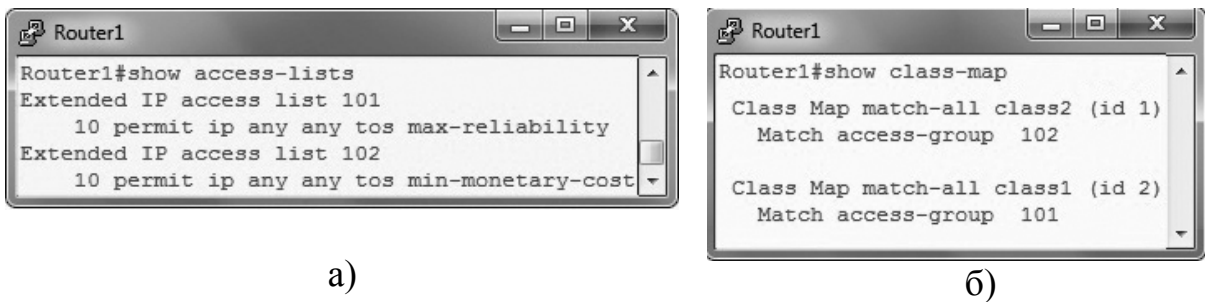 Router1
Router1#show access-lists
Extended IP access list 101
10 permit ip any any tos max-reliability
Extended IP access list 102
10 permit ip any any tos min-monetary-cost
а)
Router1
Router1#show class-map
Class Map match-all class2 (id 1)
Match access-group 102
Class Map match-all class1 (id 2)
Match access-group 101
б)